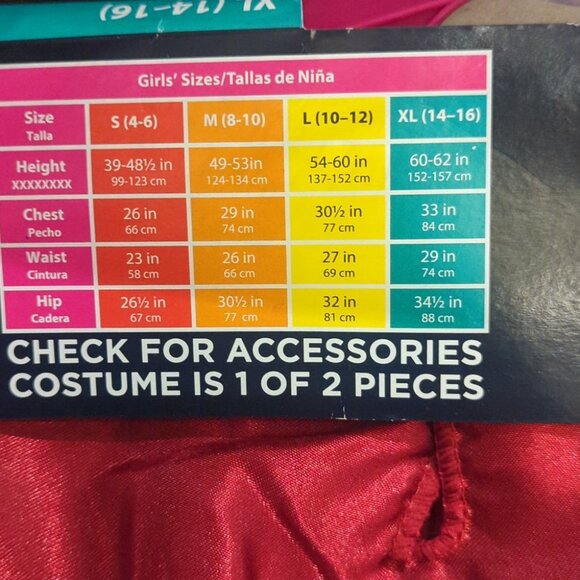 XL (14-16)
Girls' Sizes/Tallas de Niña
Size S (4-6) M (8-10) L (10–12) XL (14–16)
Talla
Height 39-48½ in 49-53in 54-60 in 60-62 in
XXXXXXXX 99-123 cm 124-134 cm 137-152 cm 152-157 cm
Chest 26 in 29 in 30½ in 33 in
Pecho 66 cm 74 cm 77 cm 84 cm
Waist 23 in 26 in 27 in 29 in
Cintura 58 cm 66 cm 69 cm 74 cm
Hip 26½ in 30½ in 32 in 34½ in
Cadera 67 cm 77 cm 81 cm 88 cm
CHECK FOR ACCESSORIES
COSTUME IS 1 OF 2 PIECES